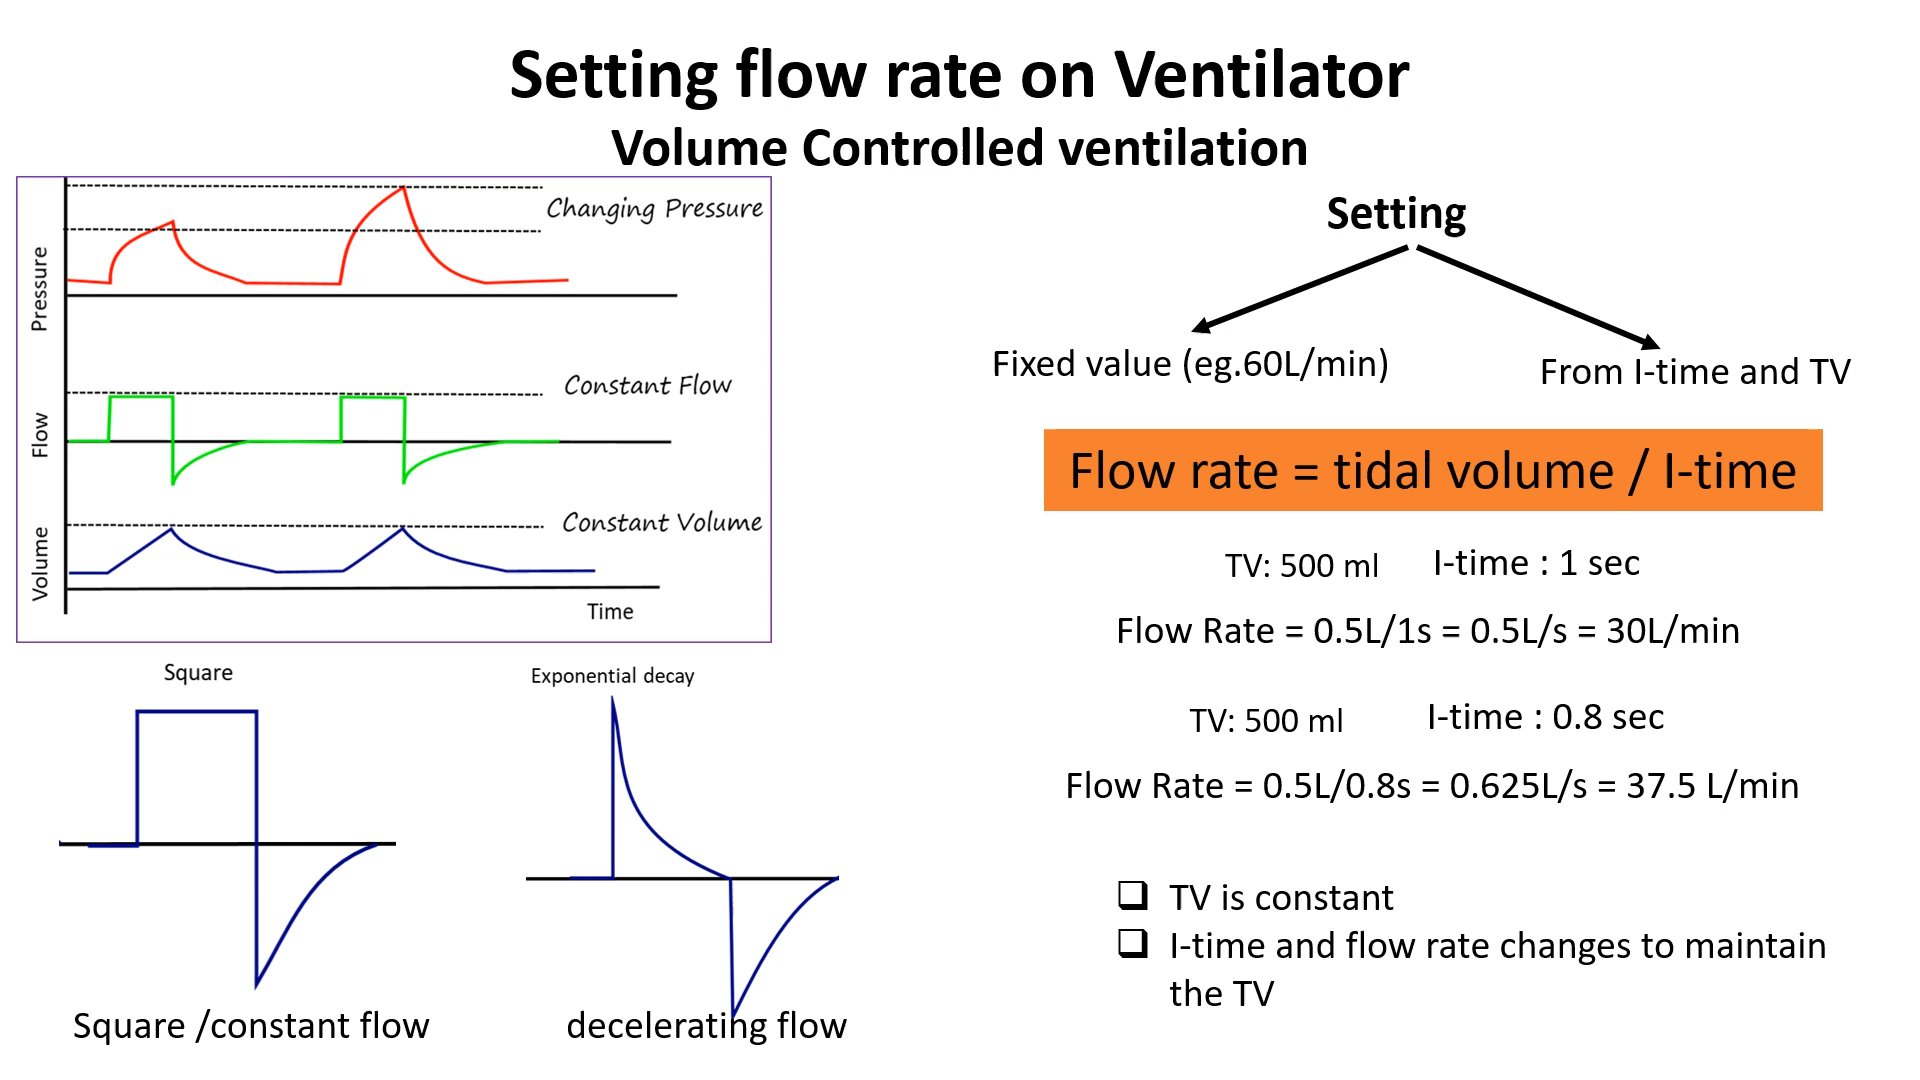 Setting flow rate on Ventilator
Volume Controlled ventilation
Pressure
Changing Pressure
Flow
Constant Flow
Volume
Constant Volume
Time
Square
Exponential decay
Square /constant flow
decelerating flow
Setting
Fixed value (eg.60L/min)
From I-time and TV
Flow rate = tidal volume / I-time
TV: 500 ml I-time : 1 sec
Flow Rate = 0.5L/1s = 0.5L/s = 30L/min
TV: 500 ml I-time : 0.8 sec
Flow Rate = 0.5L/0.8s = 0.625L/s = 37.5 L/min
❑ TV is constant
❑ I-time and flow rate changes to maintain
the TV